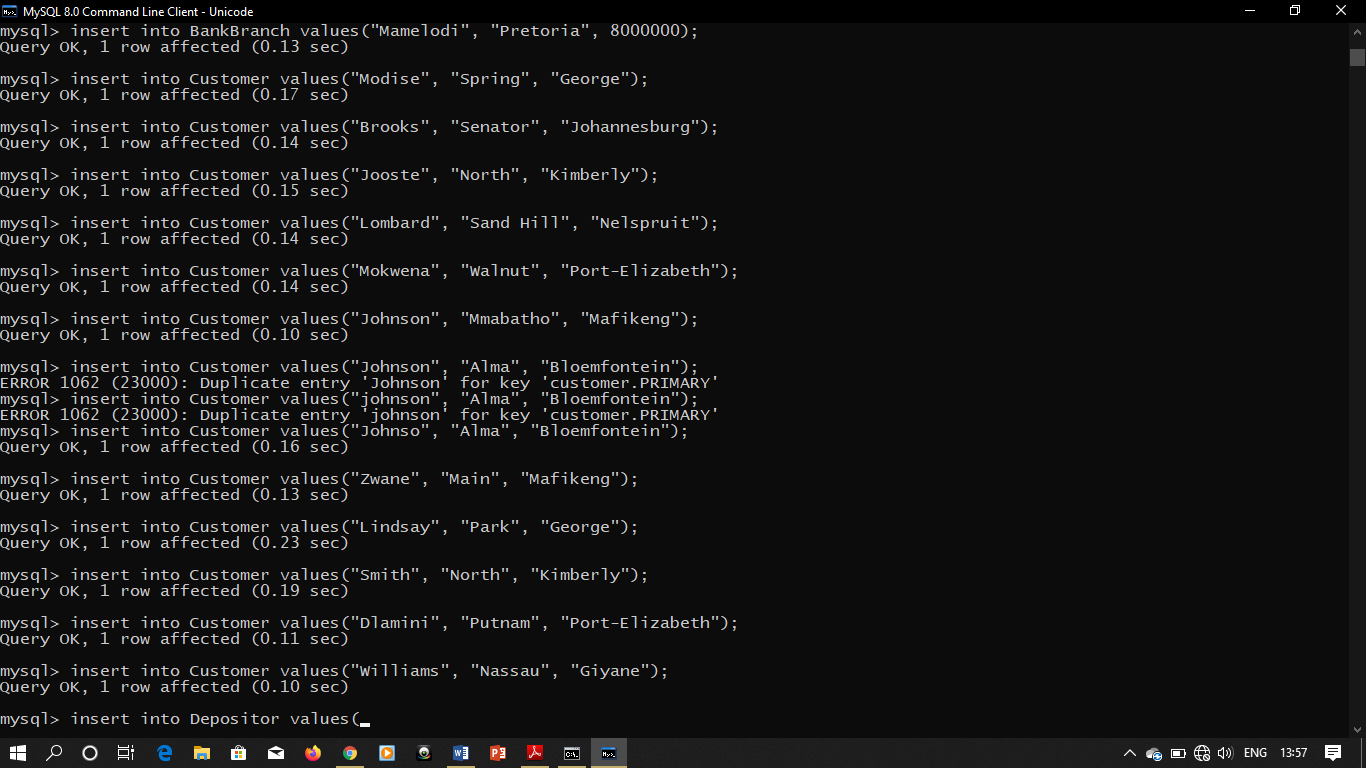 MySQL 8.0 Command Line Client - Unicode
mysql> insert into BankBranch values("Mamelodi", "Pretoria", 8000000);
Query OK, 1 row affected (0.13 sec)
mysql> insert into Customer values("Modise", "Spring", "George");
Query OK, 1 row affected (0.17 sec)
mysql> insert into Customer values("Brooks", "Senator", "Johannesburg");
Query OK, 1 row affected (0.14 sec)
mysql> insert into Customer values("Jooste", "North", "Kimberly");
Query OK, 1 row affected (0.15 sec)
mysql> insert into Customer values("Lombard", "Sand Hill", "Nelspruit");
Query OK, 1 row affected (0.14 sec)
mysql> insert into Customer values("Mokwena", "Walnut", "Port-Elizabeth");
Query OK, 1 row affected (0.14 sec)
mysql> insert into Customer values("Johnson", "Mmabatho", "Mafikeng");
Query OK, 1 row affected (0.10 sec)
mysql> insert into Customer values("Johnson", "Alma", "Bloemfontein");
ERROR 1062 (23000): Duplicate entry 'Johnson' for key 'customer.PRIMARY'
mysql> insert into Customer values("johnson", "Alma", "Bloemfontein");
ERROR 1062 (23000): Duplicate entry 'johnson' for key 'customer.PRIMARY'
mysql> insert into Customer values("Johnso", "Alma", "Bloemfontein");
Query OK, 1 row affected (0.16 sec)
mysql> insert into Customer values("Zwane", "Main", "Mafikeng");
Query OK, 1 row affected (0.13 sec)
mysql> insert into Customer values("Lindsay", "Park", "George");
Query OK, 1 row affected (0.23 sec)
mysql> insert into Customer values("Smith", "North", "Kimberly");
Query OK, 1 row affected (0.19 sec)
mysql> insert into Customer values("Dlamini", "Putnam", "Port-Elizabeth");
Query OK, 1 row affected (0.11 sec)
mysql> insert into Customer values("Williams", "Nassau", "Giyane");
Query OK, 1 row affected (0.10 sec)
mysql> insert into Depositor values(
ENG 13:57